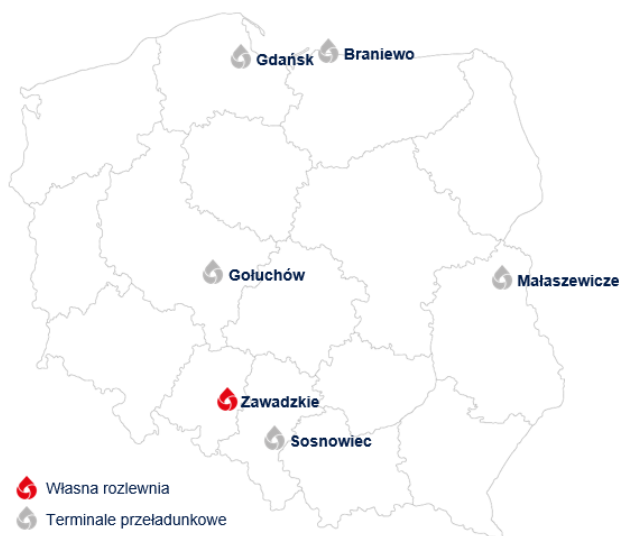 Gdańsk
Braniewo
Gołuchów
Małaszewicze
Zawadzkie
Sosnowiec
Własna rozlewnia
Terminale przeładunkowe